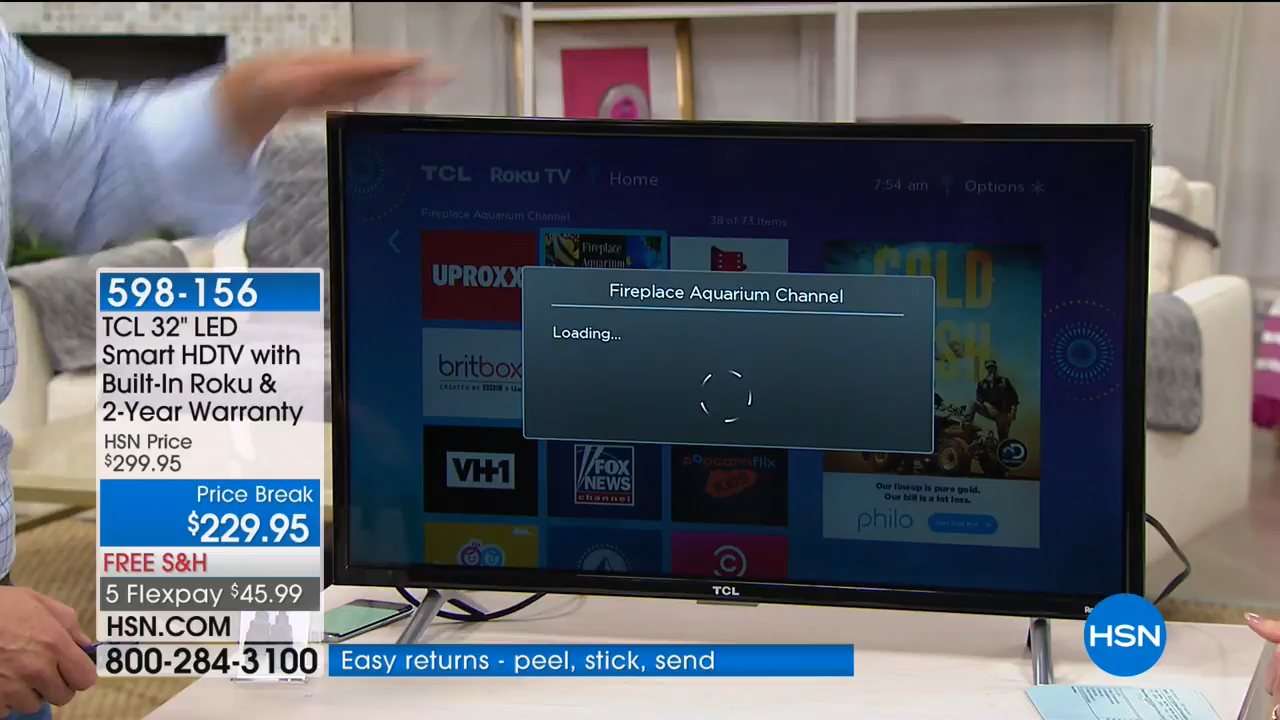 TCL Roku TV Home
7:54 am Options
Fireplace Aquarium Channel
38 of 73 items
UPROXX
Fireplace
Aquarium
Fireplace Aquarium Channel
Loading...
GOLD
britbox
VH1
FOX
NEWS
channel
popcornflix
KIDS
Our lineup is pure gold.
Our bill is a lot less.
philo
TCL
598-156
TCL 32" LED
Smart HDTV with
Built-In Roku &
2-Year Warranty
HSN Price
$299.95
Price Break
$229.95
FREE S&H
5 Flexpay $45.99
HSN.COM
800-284-3100
Easy returns - peel, stick, send
HSN